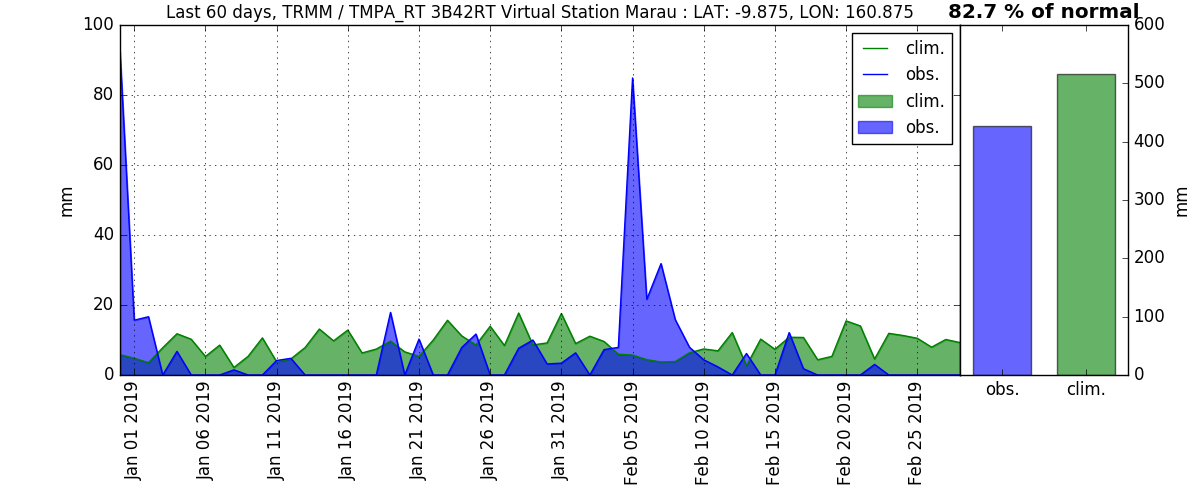 Last 60 days, TRMM / TMPA_RT 3B42RT Virtual Station Marau : LAT: -9.875, LON: 160.875
82.7 % of normal
100
80
60
40
20
0
mm
clim.
obs.
clim.
obs.
600
500
400
300
200
100
0
mm
Jan 01 2019
Jan 06 2019
Jan 11 2019
Jan 16 2019
Jan 21 2019
Jan 26 2019
Jan 31 2019
Feb 05 2019
Feb 10 2019
Feb 15 2019
Feb 20 2019
Feb 25 2019
obs.
clim.